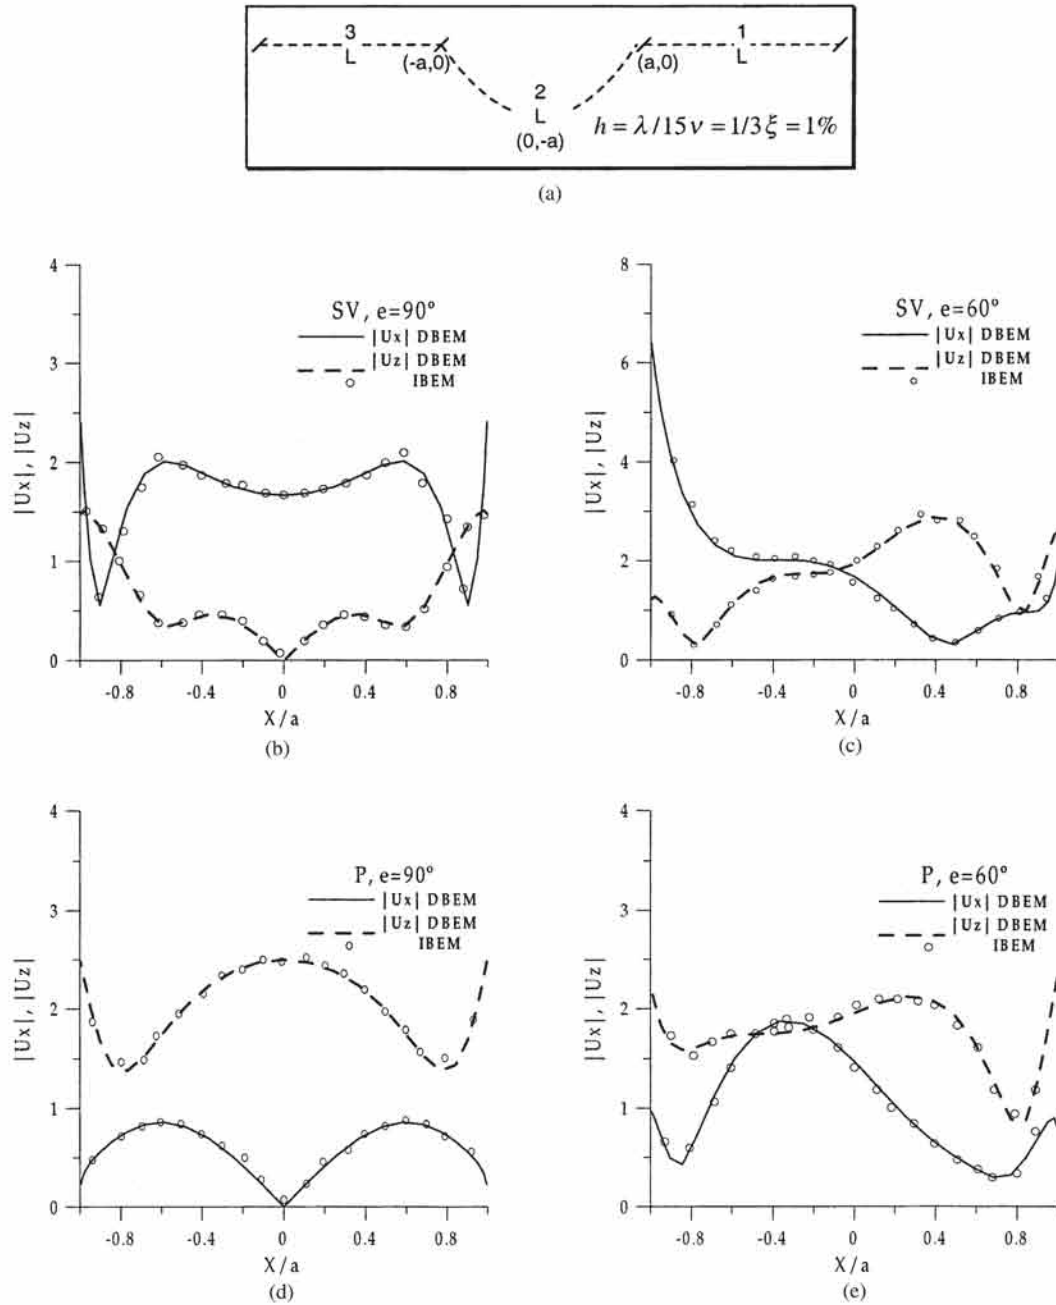 3
1
L
(-a,0)
(a,0)
L
2
L
(0,-a)
h = λ/15 ν = 1/3 ξ = 1%
(a)
4
3
2
1
0
|Ux|, |Uz|
SV, e=90°
|Ux| DBEM
|Uz| DBEM
IBEM
-0.8
-0.4
0
0.4
0.8
X/a
(b)
8
6
4
2
0
|Ux|, |Uz|
SV, e=60°
|Ux| DBEM
|Uz| DBEM
IBEM
-0.8
-0.4
0
0.4
0.8
X/a
(c)
4
3
2
1
0
|Ux|, |Uz|
P, e=90°
|Ux| DBEM
|Uz| DBEM
IBEM
-0.8
-0.4
0
0.4
0.8
X/a
(d)
4
3
2
1
0
|Ux|, |Uz|
P, e=60°
|Ux| DBEM
|Uz| DBEM
IBEM
-0.8
-0.4
0
0.4
0.8
X/a
(e)